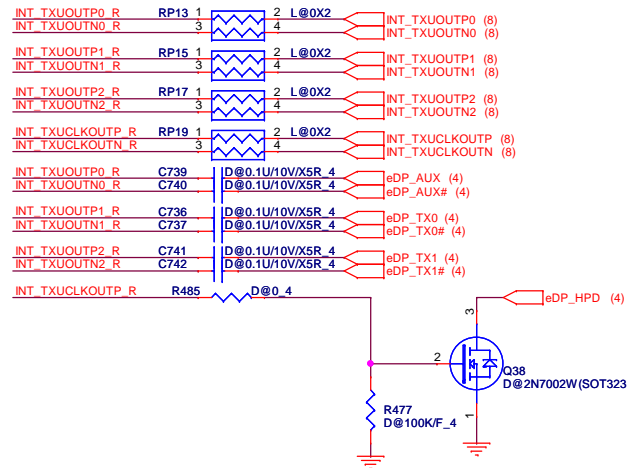 INT_TXUOUTP0_R RP13 1 2 L@0X2 INT_TXUOUTP0 (8)
INT_TXUOUTN0_R 3 4 INT_TXUOUTN0 (8)
INT_TXUOUTP1_R RP15 1 2 L@0X2 INT_TXUOUTP1 (8)
INT_TXUOUTN1_R 3 4 INT_TXUOUTN1 (8)
INT_TXUOUTP2_R RP17 1 2 L@0X2 INT_TXUOUTP2 (8)
INT_TXUOUTN2_R 3 4 INT_TXUOUTN2 (8)
INT_TXUCLKOUTP_R RP19 1 2 L@0X2 INT_TXUCLKOUTP (8)
INT_TXUCLKOUTN_R 3 4 INT_TXUCLKOUTN (8)
INT_TXUOUTP0_R C739 D@0.1U/10V/X5R_4 eDP_AUX (4)
INT_TXUOUTN0_R C740 D@0.1U/10V/X5R_4 eDP_AUX# (4)
INT_TXUOUTP1_R C736 D@0.1U/10V/X5R_4 eDP_TX0 (4)
INT_TXUOUTN1_R C737 D@0.1U/10V/X5R_4 eDP_TX0# (4)
INT_TXUOUTP2_R C741 D@0.1U/10V/X5R_4 eDP_TX1 (4)
INT_TXUOUTN2_R C742 D@0.1U/10V/X5R_4 eDP_TX1# (4)
INT_TXUCLKOUTP_R R485 D@0_4 eDP_HPD (4)
3
2
Q38
D@2N7002W(SOT323
R477
D@100K/F_4
1